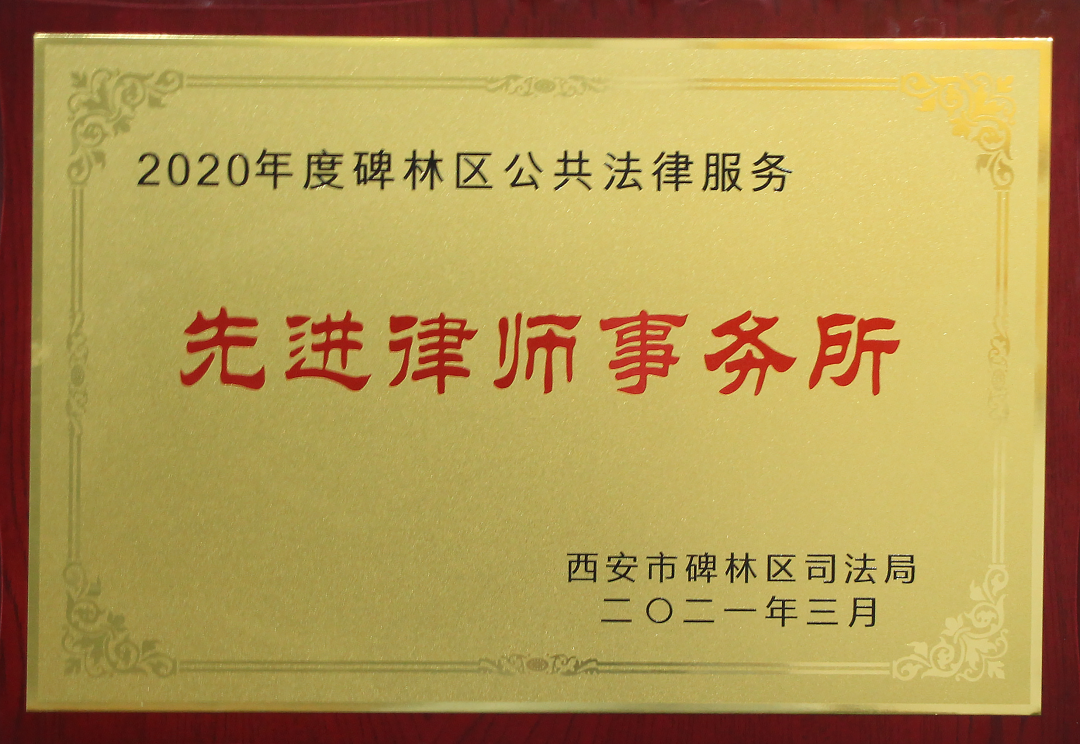 2020年度碑林区公共法律服务
先进律师事务所
西安市碑林区司法局
二〇二一年三月